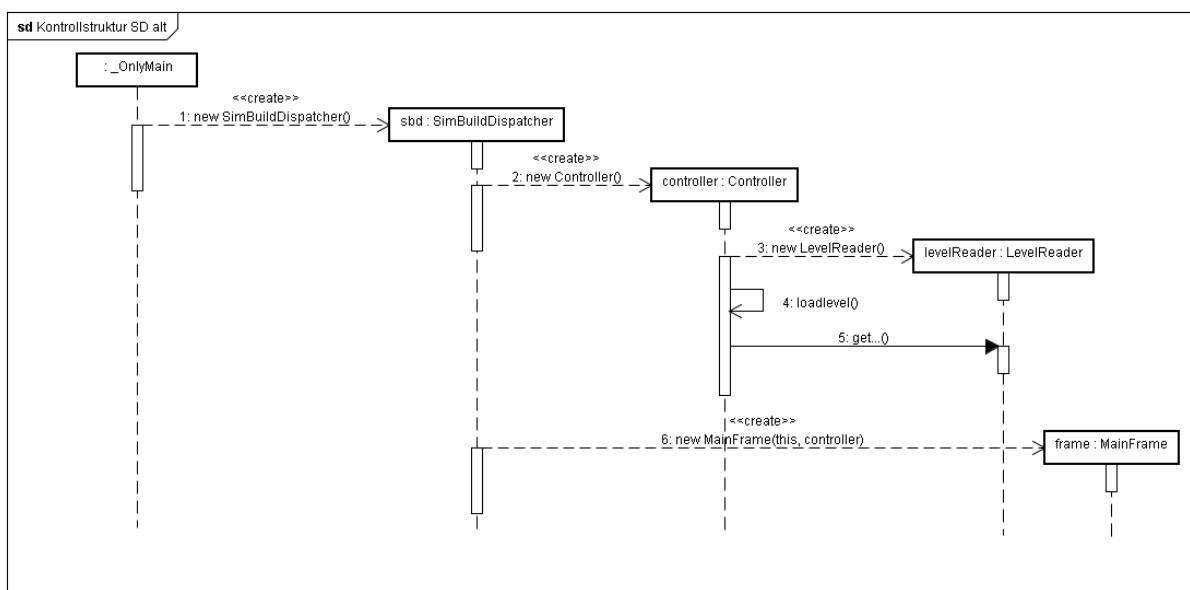 sd Kontrollstruktur SD alt
: _OnlyMain
<<create>>
1: new SimBuildDispatcher()
sbd : SimBuildDispatcher
<<create>>
2: new Controller()
controller : Controller
<<create>>
3: new LevelReader()
levelReader : LevelReader
4: loadlevel()
5: get...()
<<create>>
6: new MainFrame(this, controller)
frame : MainFrame